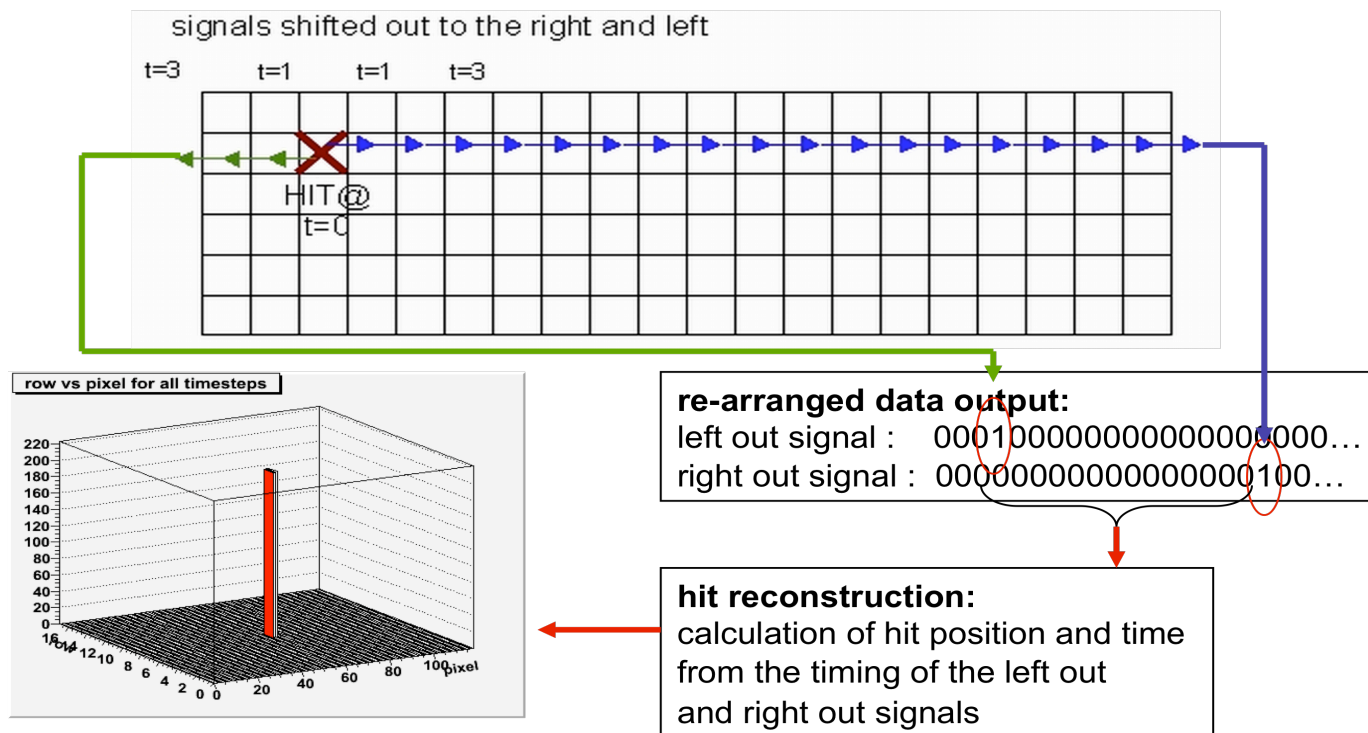 signals shifted out to the right and left
t=3 t=1 t=1 t=3
HIT@
t=0
row vs pixel for all timesteps
220
200
180
160
140
120
100
80
60
40
20
0
16 14 12 10 8 6 4 2 0
row
0 20 40 60 80 100
pixel
re-arranged data output:
left out signal : 0001000000000000000000…
right out signal : 000000000000000000100…
hit reconstruction:
calculation of hit position and time
from the timing of the left out
and right out signals